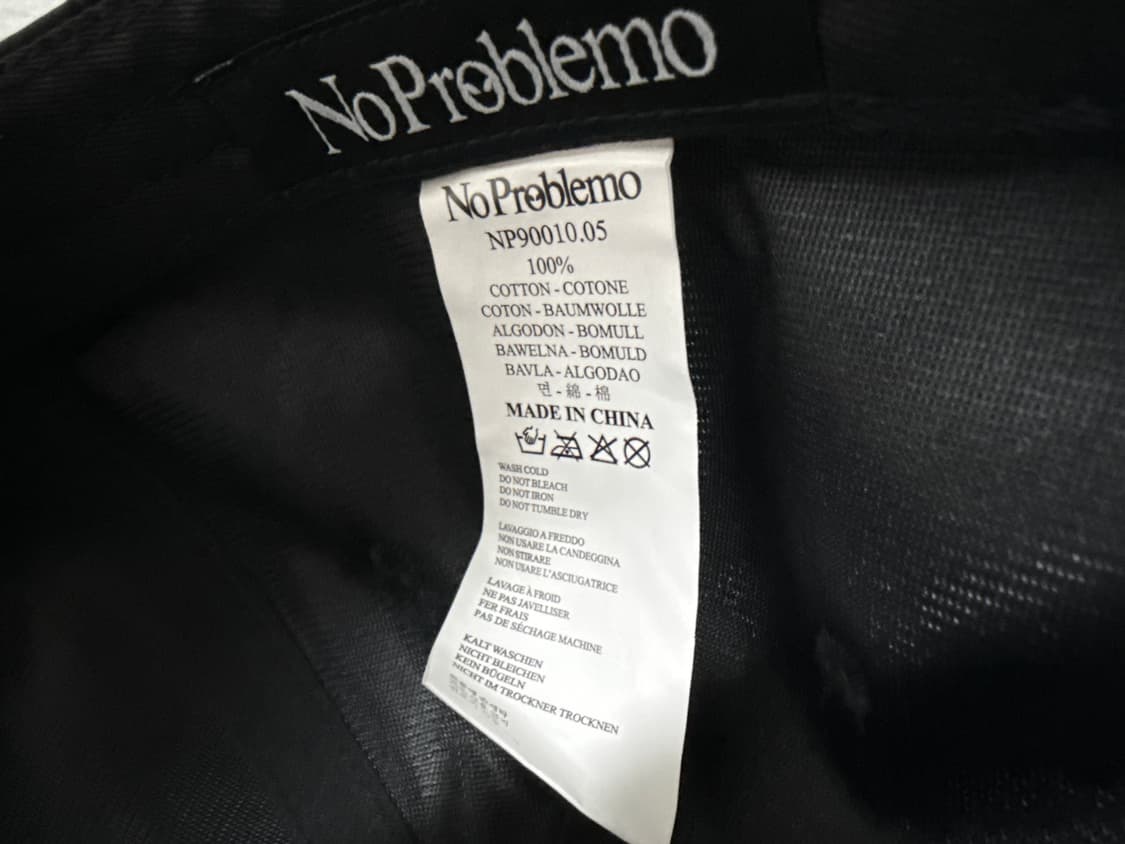 NoProblemo
NoProblemo
NP90010.05
100%
COTTON - COTONE
COTON - BAUMWOLLE
ALGODON - BOMULL
BAWELNA - BOMULD
BAVLA - ALGODAO
면 - 綿 - 棉
MADE IN CHINA
WASH COLD
DO NOT BLEACH
DO NOT IRON
DO NOT TUMBLE DRY
LAVAGGIO A FREDDO
NON USARE LA CANDEGGINA
NON STIRARE
NON USARE L'ASCIUGATRICE
LAVAGE À FROID
NE PAS JAVELLISER
FER FRAIS
PAS DE SÉCHAGE MACHINE
KALT WASCHEN
NICHT BLEICHEN
KEIN BÜGELN
NICHT IM TROCKNER TROCKNEN